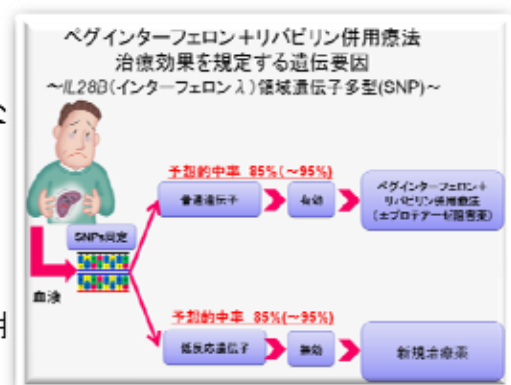 ペグインターフェロン＋リバビリン併用療法
治療効果を規定する遺伝要因
～IL28B(インターフェロンλ)領域遺伝子多型(SNP)～
予想的中率 85%(～95%)
普通遺伝子
有効
ペグインターフェロン＋
リバビリン併用療法
(±プロテアーゼ阻害薬)
SNPs同定
血液
予想的中率 85%(～95%)
低反応遺伝子
無効
新規治療薬